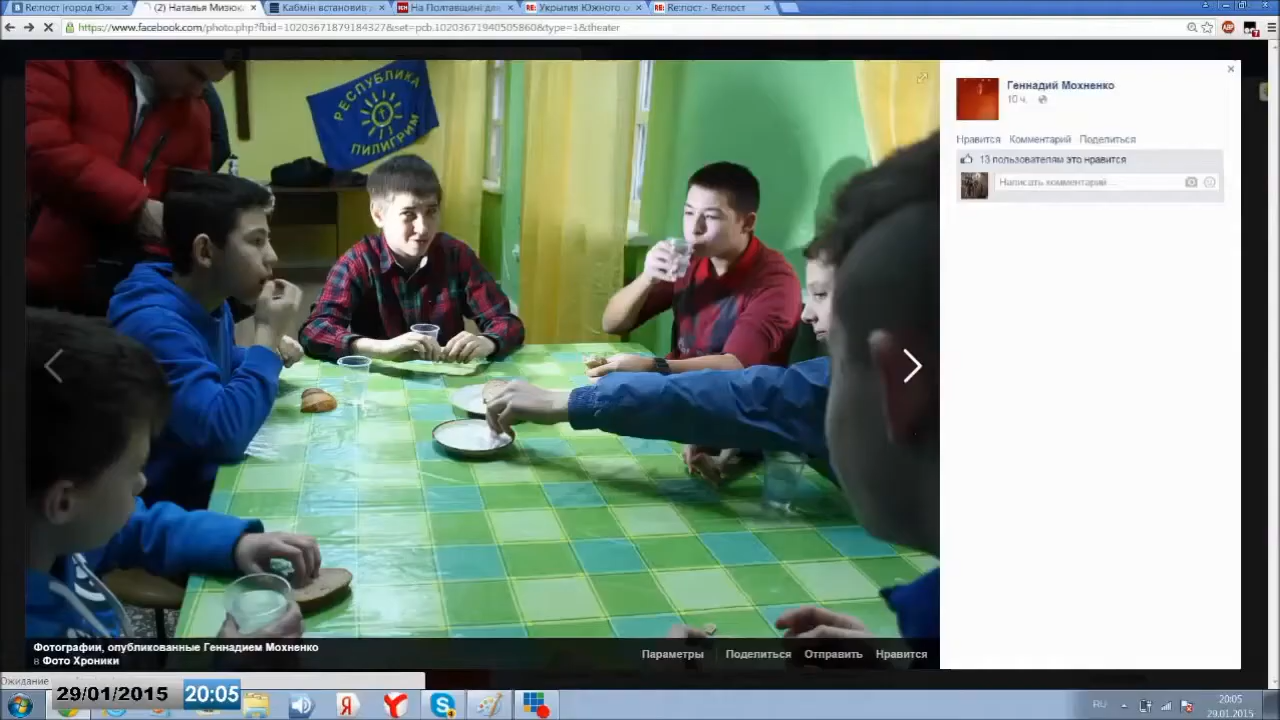 Репост |город Юж
(2) Наталья Мизюк
Кабмін встановив
На Полтавщині дл
Укрытия Южного о
Репост - Репост
https://www.facebook.com/photo.php?fbid=10203671879184327&set=pcb.10203671940505860&type=1&theater
РЕСПУБЛИКА
ПИЛИГРИМ
Геннадий Мохненко
10 ч.
Нравится Комментарий Поделиться
13 пользователям это нравится
Написать комментарий...
Фотографии, опубликованные Геннадием Мохненко
в Фото Хроники
Параметры Поделиться Отправить Нравится
Ожидание
29/01/2015 20:05
RU
20:05
29.01.2015